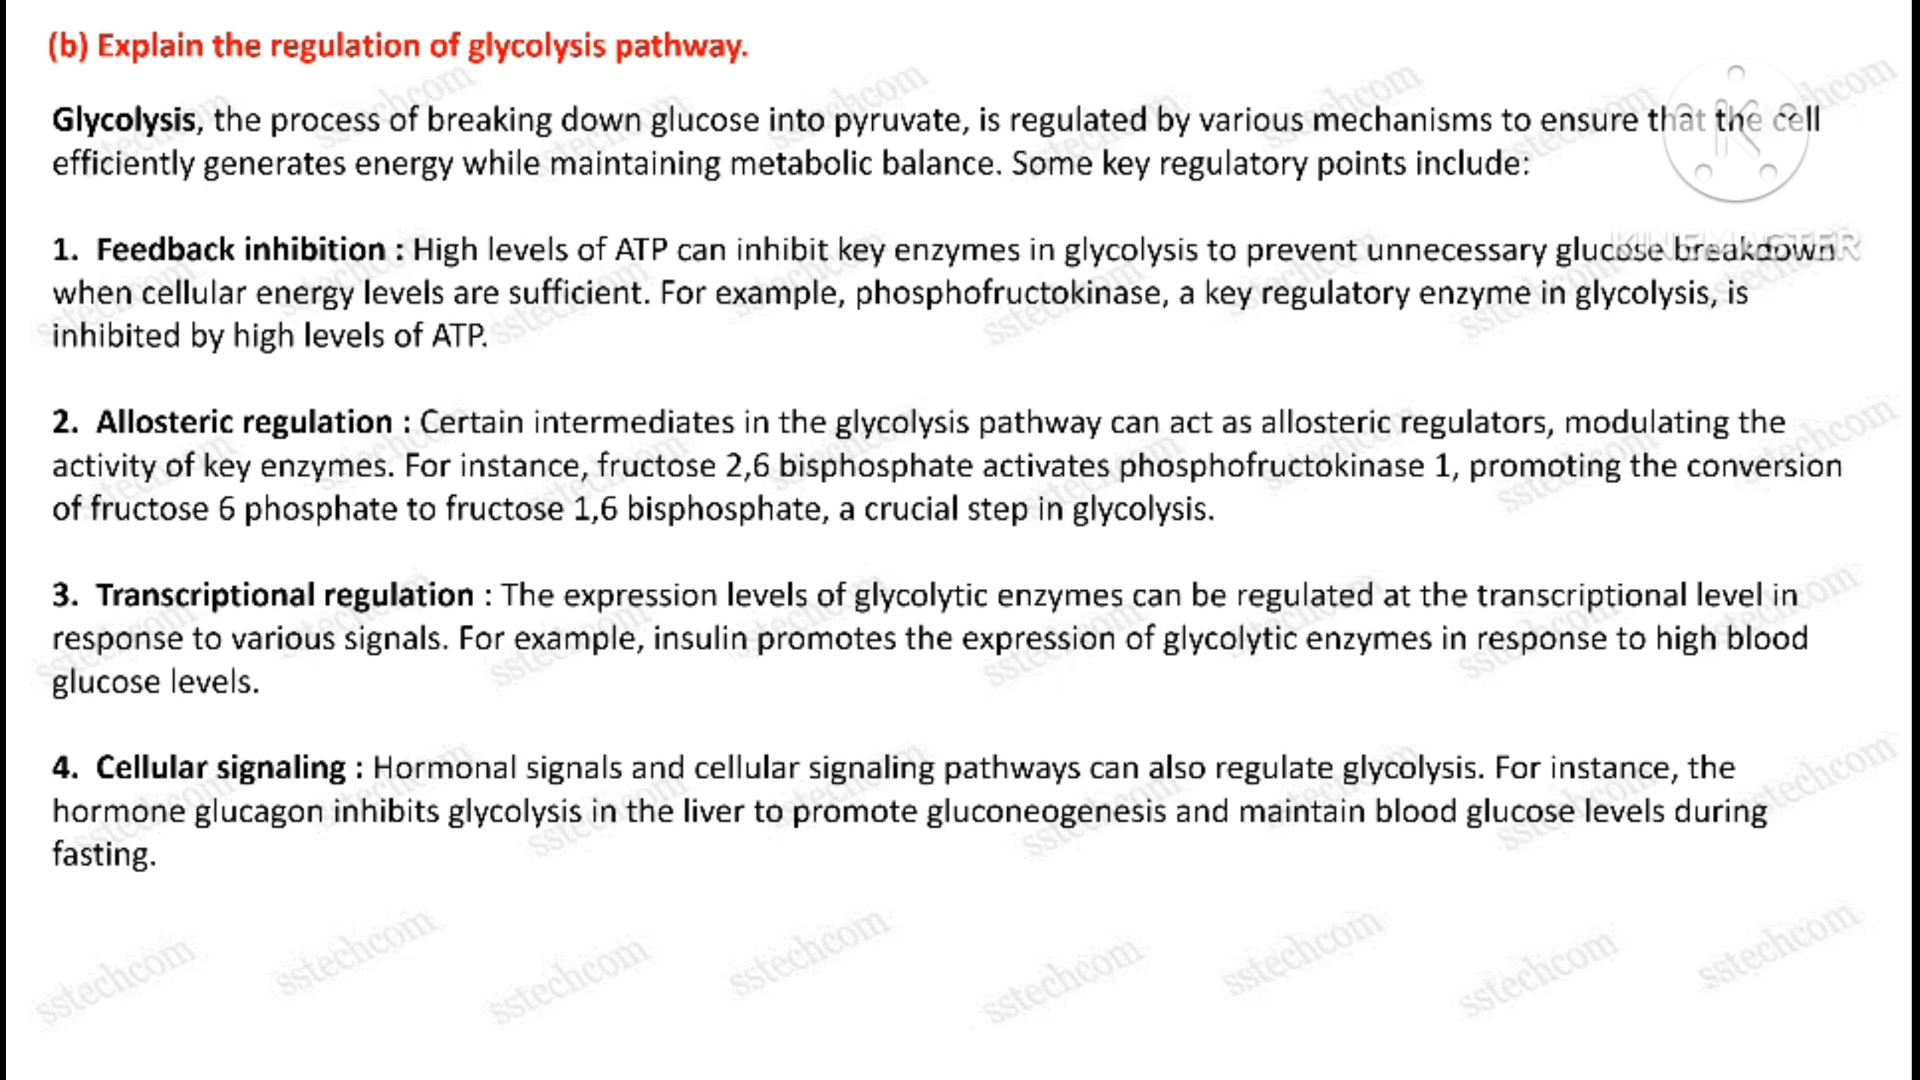 (b) Explain the regulation of glycolysis pathway.
Glycolysis, the process of breaking down glucose into pyruvate, is regulated by various mechanisms to ensure that the cell
efficiently generates energy while maintaining metabolic balance. Some key regulatory points include:
1. Feedback inhibition : High levels of ATP can inhibit key enzymes in glycolysis to prevent unnecessary glucose breakdown
when cellular energy levels are sufficient. For example, phosphofructokinase, a key regulatory enzyme in glycolysis, is
inhibited by high levels of ATP.
2. Allosteric regulation : Certain intermediates in the glycolysis pathway can act as allosteric regulators, modulating the
activity of key enzymes. For instance, fructose 2,6 bisphosphate activates phosphofructokinase 1, promoting the conversion
of fructose 6 phosphate to fructose 1,6 bisphosphate, a crucial step in glycolysis.
3. Transcriptional regulation : The expression levels of glycolytic enzymes can be regulated at the transcriptional level in
response to various signals. For example, insulin promotes the expression of glycolytic enzymes in response to high blood
glucose levels.
4. Cellular signaling : Hormonal signals and cellular signaling pathways can also regulate glycolysis. For instance, the
hormone glucagon inhibits glycolysis in the liver to promote gluconeogenesis and maintain blood glucose levels during
fasting.
K
KINEMASTER
sstechcom sstechcom sstechcom sstechcom sstechcom sstechcom sstechcom sstechcom